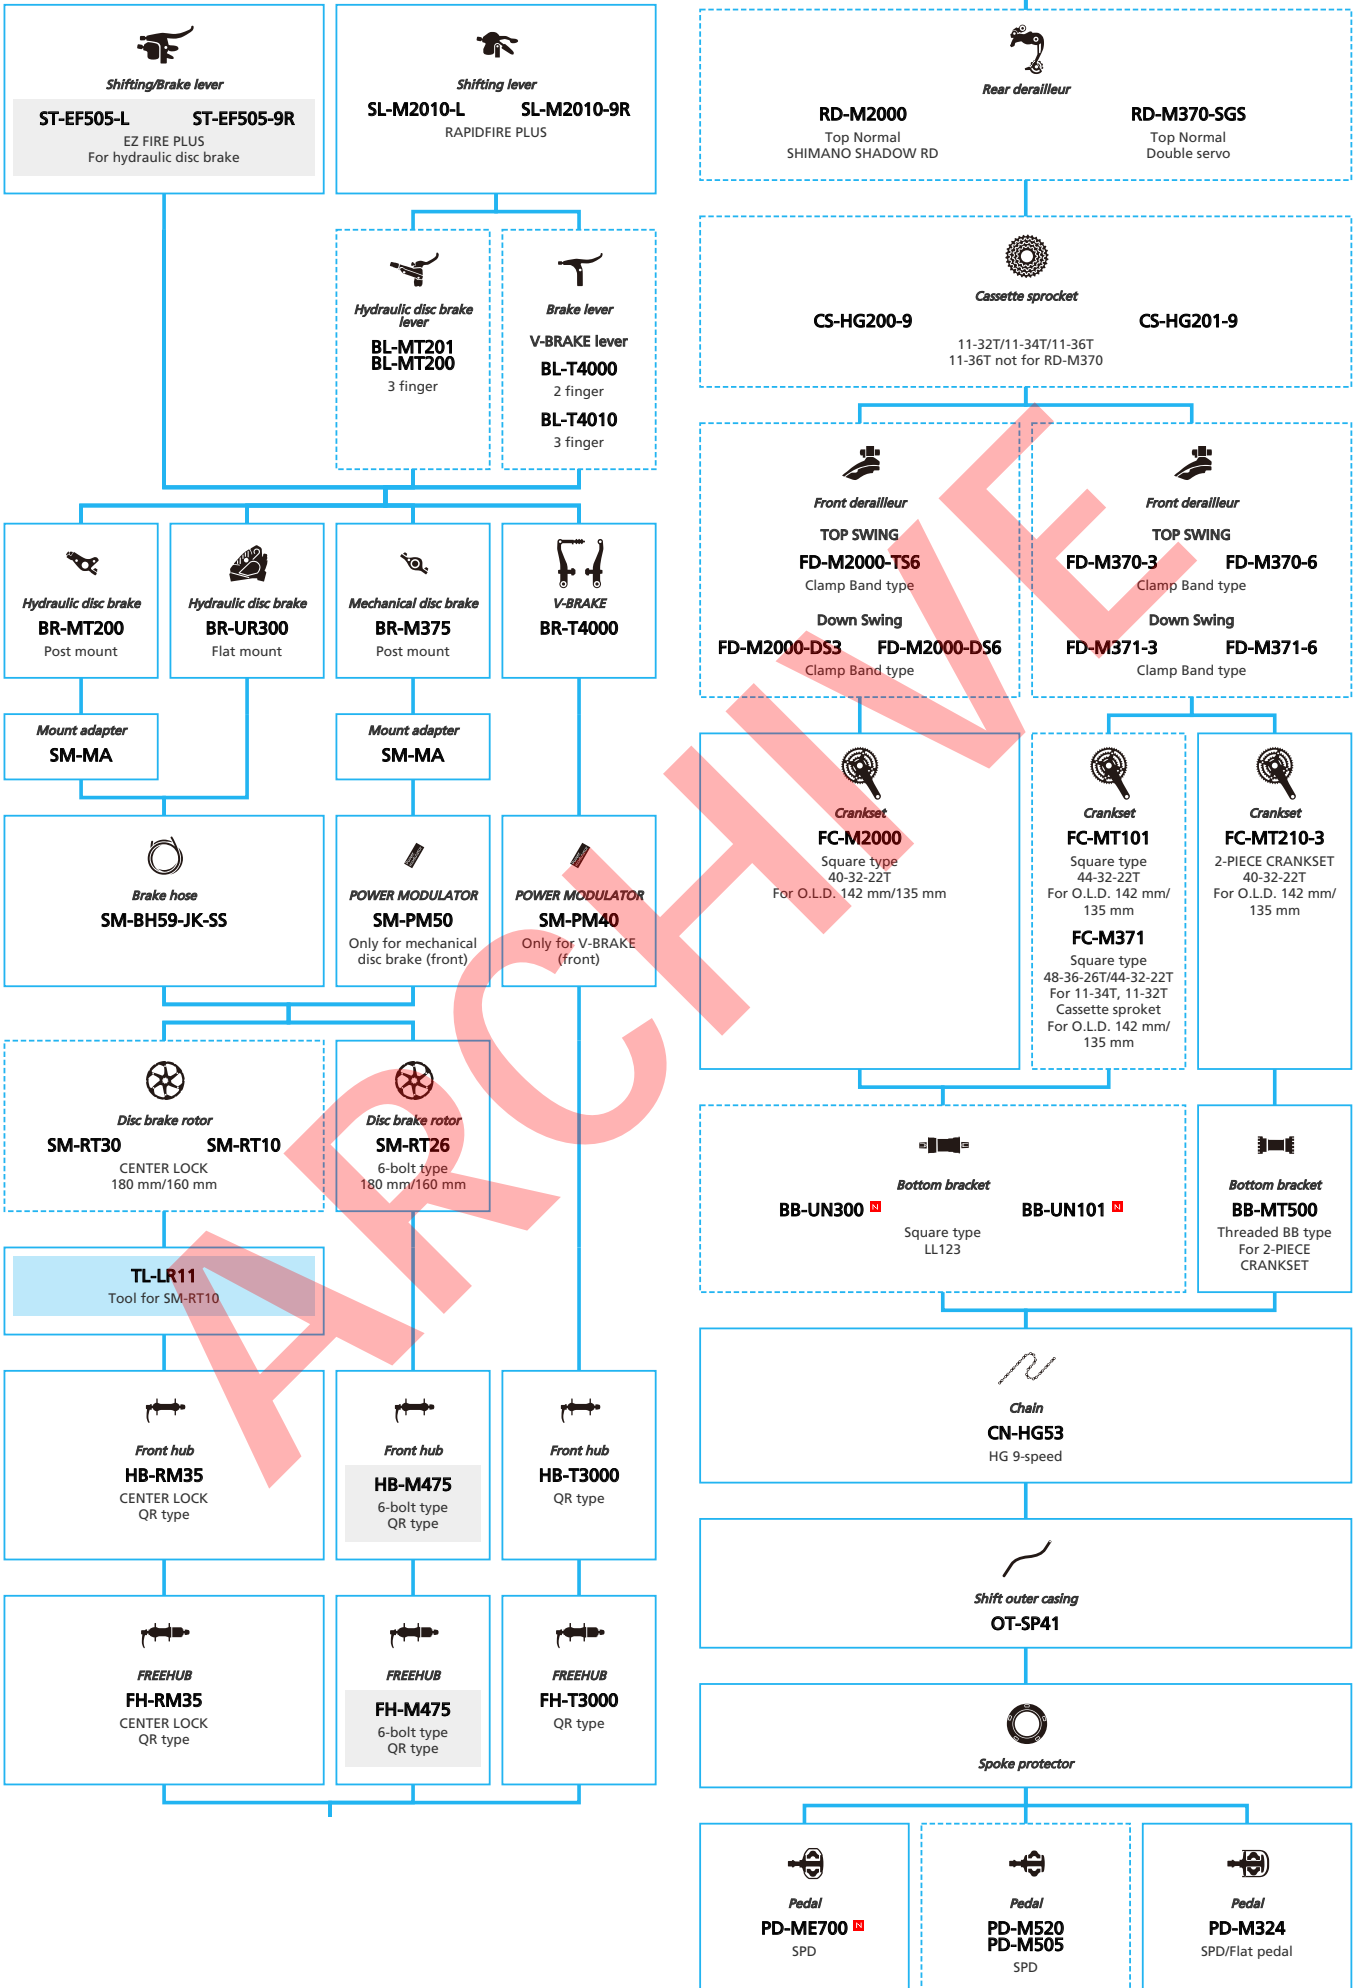 Shifting/Brake lever
ST-EF505-L ST-EF505-9R
EZ FIRE PLUS
For hydraulic disc brake
Shifting lever
SL-M2010-L SL-M2010-9R
RAPIDFIRE PLUS
Hydraulic disc brake
lever
BL-MT201
BL-MT200
3 finger
Brake lever
V-BRAKE lever
BL-T4000
2 finger
BL-T4010
3 finger
Hydraulic disc brake
BR-MT200
Post mount
Hydraulic disc brake
BR-UR300
Flat mount
Mechanical disc brake
BR-M375
Post mount
V-BRAKE
BR-T4000
Mount adapter
SM-MA
Mount adapter
SM-MA
Brake hose
SM-BH59-JK-SS
POWER MODULATOR
SM-PM50
Only for mechanical
disc brake (front)
POWER MODULATOR
SM-PM40
Only for V-BRAKE
(front)
Disc brake rotor
SM-RT30 SM-RT10
CENTER LOCK
180 mm/160 mm
Disc brake rotor
SM-RT26
6-bolt type
180 mm/160 mm
TL-LR11
Tool for SM-RT10
Front hub
HB-RM35
CENTER LOCK
QR type
Front hub
HB-M475
6-bolt type
QR type
Front hub
HB-T3000
QR type
FREEHUB
FH-RM35
CENTER LOCK
QR type
FREEHUB
FH-M475
6-bolt type
QR type
FREEHUB
FH-T3000
QR type
Rear derailleur
RD-M2000
Top Normal
SHIMANO SHADOW RD
RD-M370-SGS
Top Normal
Double servo
Cassette sprocket
CS-HG200-9 CS-HG201-9
11-32T/11-34T/11-36T
11-36T not for RD-M370
Front derailleur
TOP SWING
FD-M2000-TS6
Clamp Band type
Down Swing
FD-M2000-DS3 FD-M2000-DS6
Clamp Band type
Front derailleur
TOP SWING
FD-M370-3 FD-M370-6
Clamp Band type
Down Swing
FD-M371-3 FD-M371-6
Clamp Band type
Crankset
FC-M2000
Square type
40-32-22T
For O.L.D. 142 mm/135 mm
Crankset
FC-MT101
Square type
44-32-22T
For O.L.D. 142 mm/
135 mm
FC-M371
Square type
48-36-26T/44-32-22T
For 11-34T, 11-32T
Cassette sproket
For O.L.D. 142 mm/
135 mm
Crankset
FC-MT210-3
2-PIECE CRANKSET
40-32-22T
For O.L.D. 142 mm/
135 mm
Bottom bracket
BB-UN300 N BB-UN101 N
Square type
LL123
Bottom bracket
BB-MT500
Threaded BB type
For 2-PIECE
CRANKSET
Chain
CN-HG53
HG 9-speed
Shift outer casing
OT-SP41
Spoke protector
Pedal
PD-ME700 N
SPD
Pedal
PD-M520
PD-M505
SPD
Pedal
PD-M324
SPD/Flat pedal
ARCHIVE